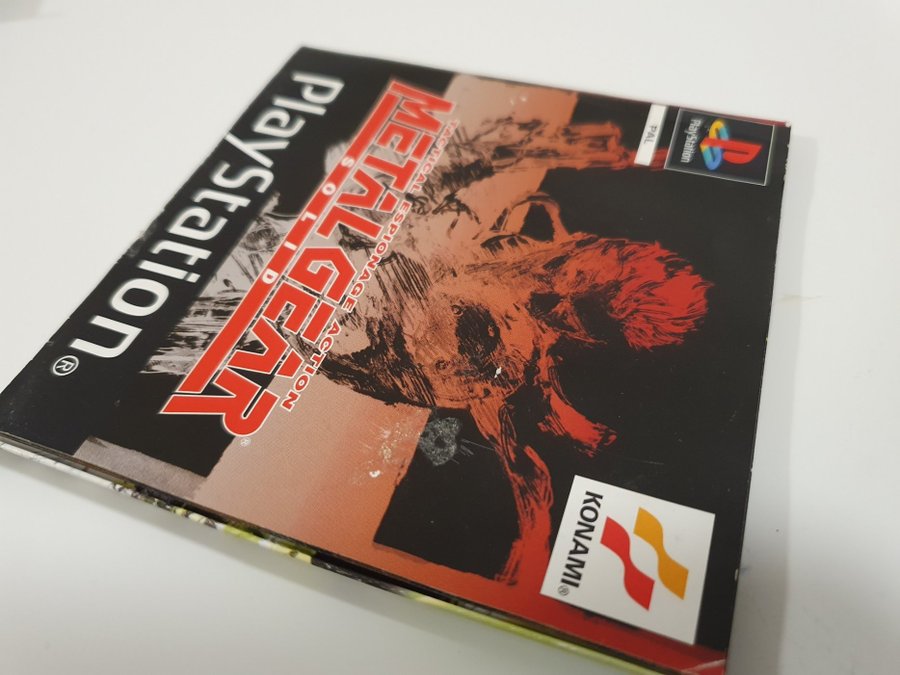 PlayStation®
TACTICAL ESPIONAGE ACTION
METAL GEAR®
SOLID
PAL
PlayStation
KONAMI®